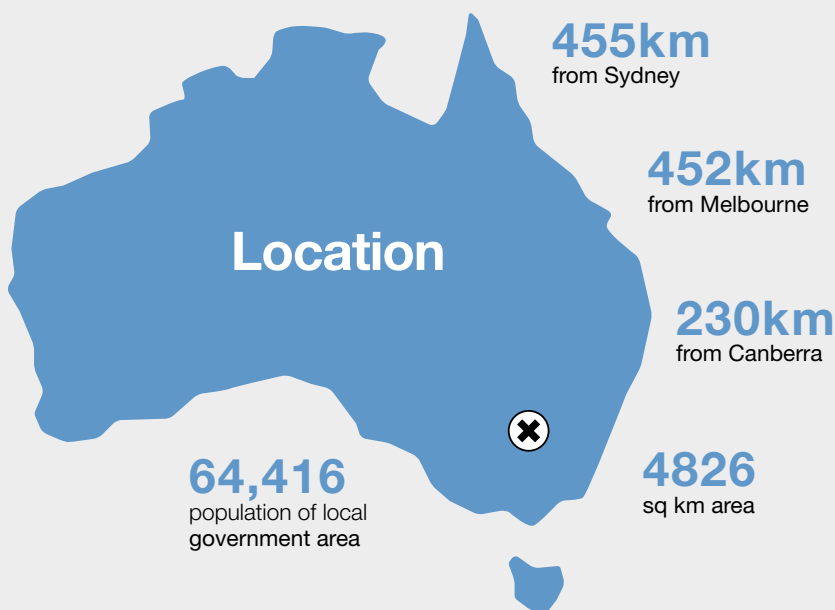 455km
from Sydney
452km
from Melbourne
Location
230km
from Canberra
64,416
population of local
government area
4826
sq km area